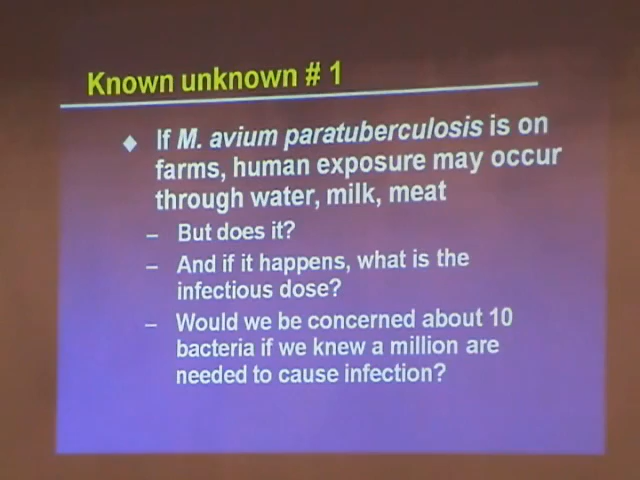 Known unknown # 1
◆ If M. avium paratuberculosis is on
farms, human exposure may occur
through water, milk, meat
– But does it?
– And if it happens, what is the
infectious dose?
– Would we be concerned about 10
bacteria if we knew a million are
needed to cause infection?